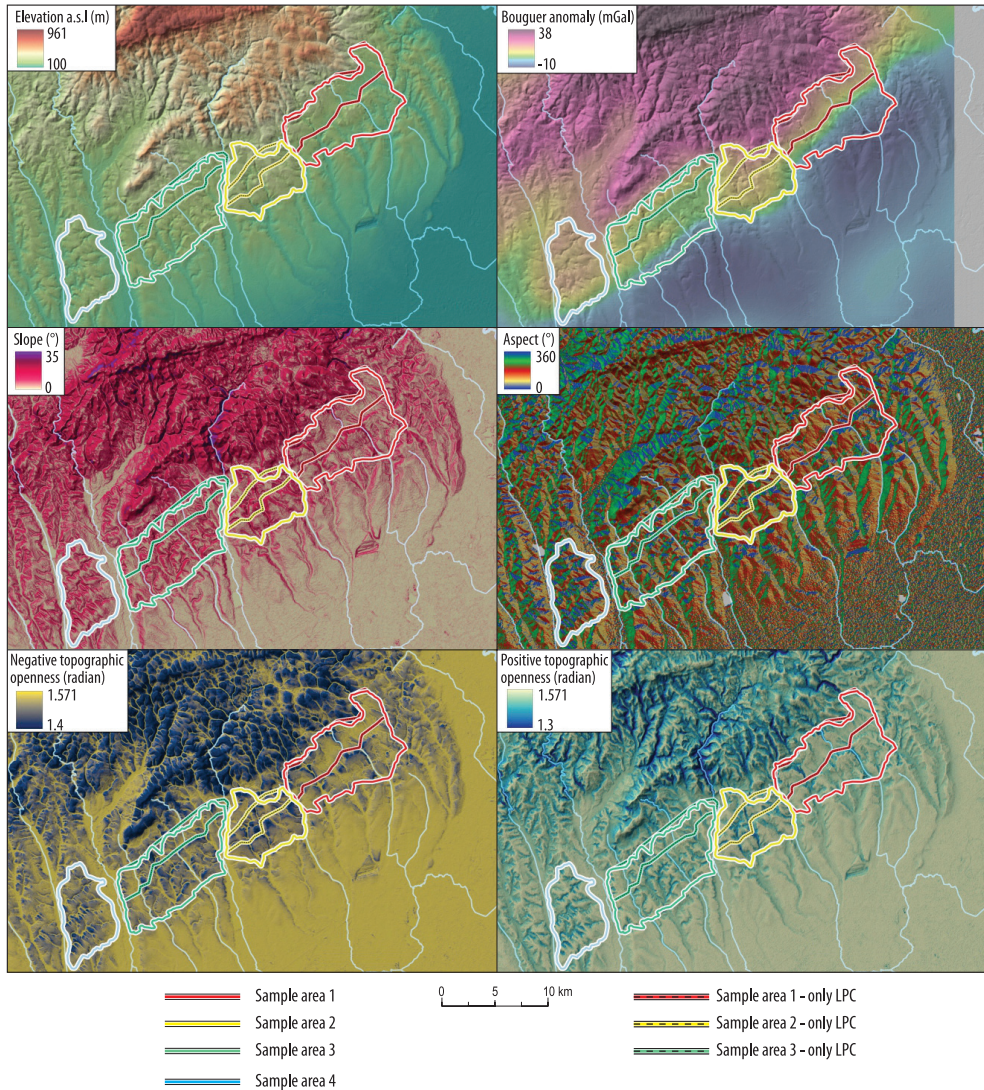 Elevation a.s.l (m)
961
100
Bouguer anomaly (mGal)
38
-10
Slope (°)
35
0
Aspect (°)
360
0
Negative topographic
openness (radian)
1.571
1.4
Positive topographic
openness (radian)
1.571
1.3
Sample area 1
Sample area 2
Sample area 3
Sample area 4
0 5 10 km
Sample area 1 - only LPC
Sample area 2 - only LPC
Sample area 3 - only LPC